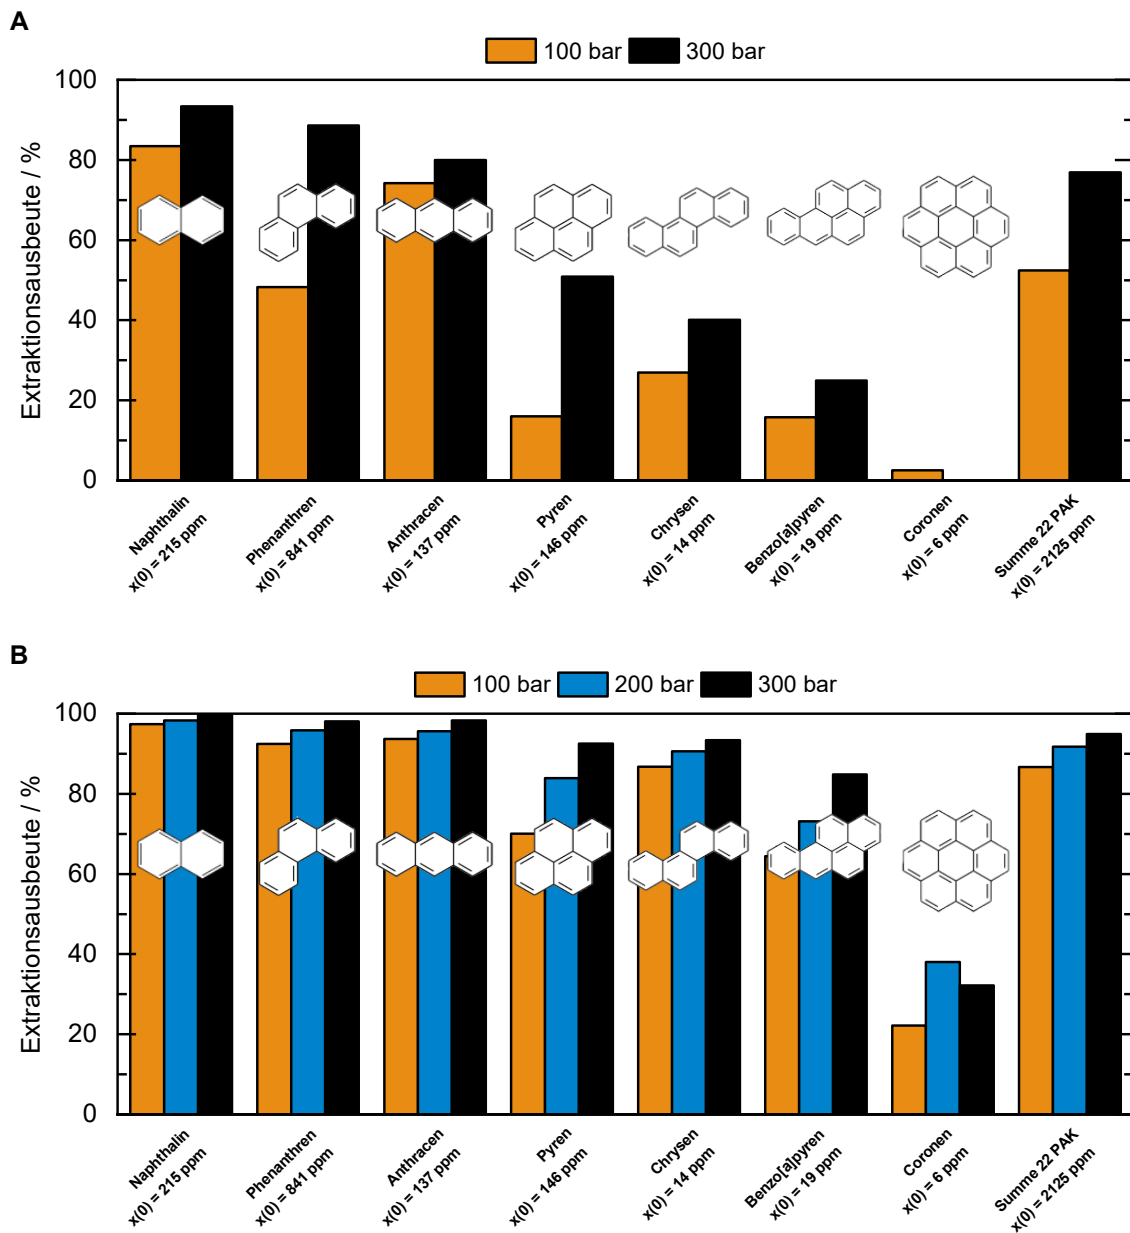 A
100 bar 300 bar
100
80
60
40
20
0
Extraktionsausbeute / %
Naphthalin
x(0) = 215 ppm
Phenanthren
x(0) = 841 ppm
Anthracen
x(0) = 137 ppm
Pyren
x(0) = 146 ppm
Chrysen
x(0) = 14 ppm
Benzo[a]pyren
x(0) = 19 ppm
Coronen
x(0) = 6 ppm
Summe 22 PAK
x(0) = 2125 ppm
B
100 bar 200 bar 300 bar
100
80
60
40
20
0
Extraktionsausbeute / %
Naphthalin
x(0) = 215 ppm
Phenanthren
x(0) = 841 ppm
Anthracen
x(0) = 137 ppm
Pyren
x(0) = 146 ppm
Chrysen
x(0) = 14 ppm
Benzo[a]pyren
x(0) = 19 ppm
Coronen
x(0) = 6 ppm
Summe 22 PAK
x(0) = 2125 ppm